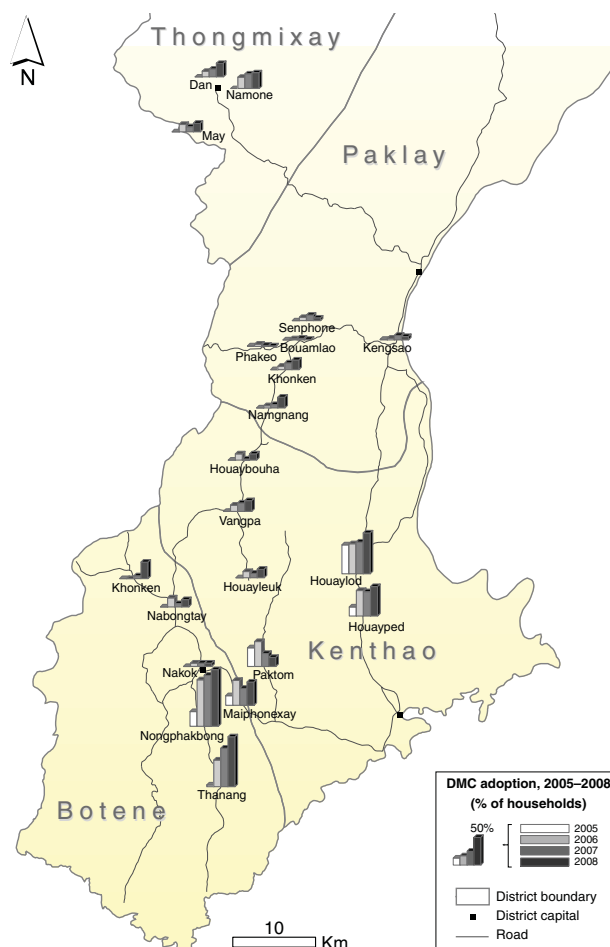 Thongmixay
N
Dan
Namone
May
Paklay
Senphone
Phakeo
Bouamlao
Kengsao
Khonken
Namgnang
Houaybouha
Vangpa
Houaylod
Khonken
Houayleuk
Nabongtay
Houayped
Kenthao
Nakok
Paktom
Maiphonexay
Nongphakbong
Thanang
Botene
DMC adoption, 2005–2008
(% of households)
50%
2005
2006
2007
2008
District boundary
District capital
Road
10
Km